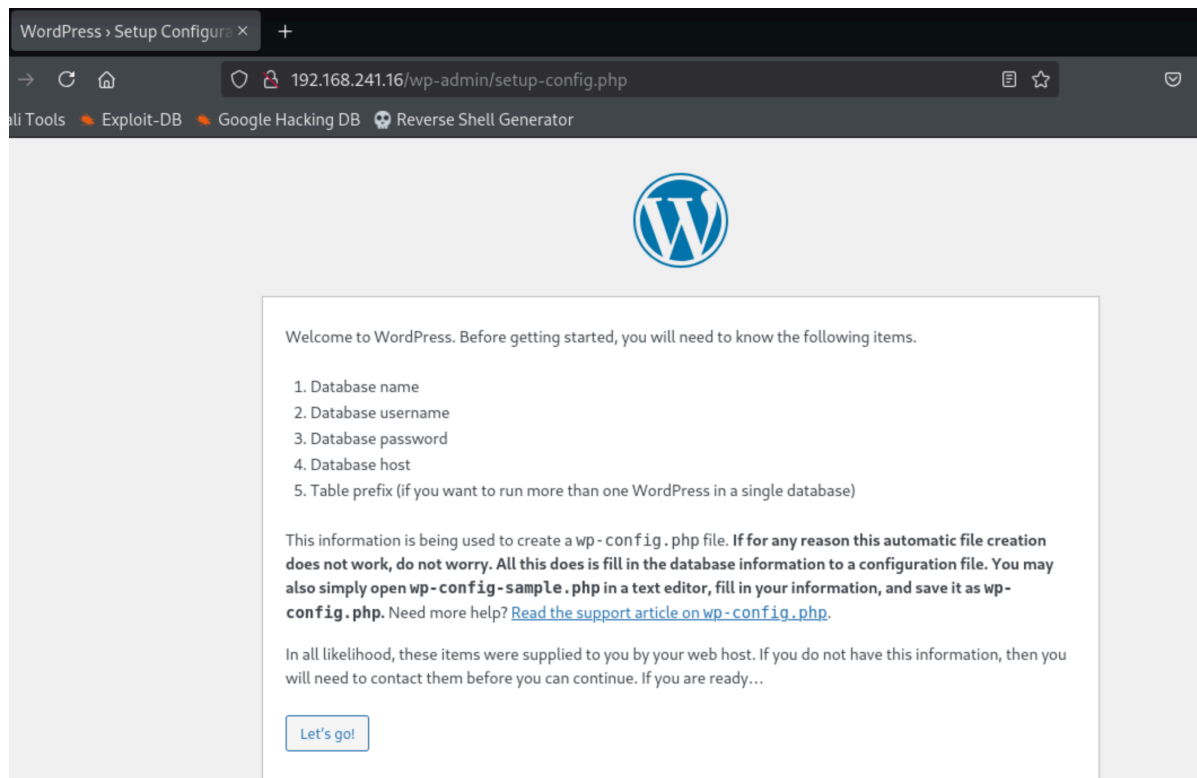 WordPress › Setup Configura
192.168.241.16/wp-admin/setup-config.php
ali Tools Exploit-DB Google Hacking DB Reverse Shell Generator
Welcome to WordPress. Before getting started, you will need to know the following items.
1. Database name
2. Database username
3. Database password
4. Database host
5. Table prefix (if you want to run more than one WordPress in a single database)
This information is being used to create a wp-config.php file. If for any reason this automatic file creation
does not work, do not worry. All this does is fill in the database information to a configuration file. You may
also simply open wp-config-sample.php in a text editor, fill in your information, and save it as wp-
config.php. Need more help? Read the support article on wp-config.php.
In all likelihood, these items were supplied to you by your web host. If you do not have this information, then you
will need to contact them before you can continue. If you are ready…
Let's go!